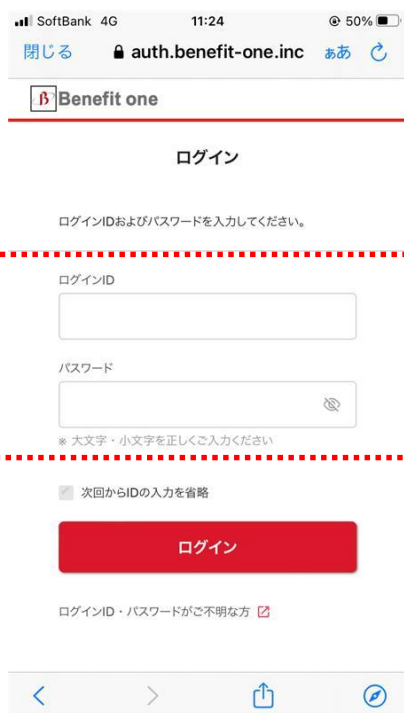 SoftBank 4G 11:24 50%
閉じる auth.benefit-one.inc ぁあ
β Benefit one
ログイン
ログインIDおよびパスワードを入力してください。
ログインID
パスワード
※ 大文字・小文字を正しくご入力ください
次回からIDの入力を省略
ログイン
ログインID・パスワードがご不明な方